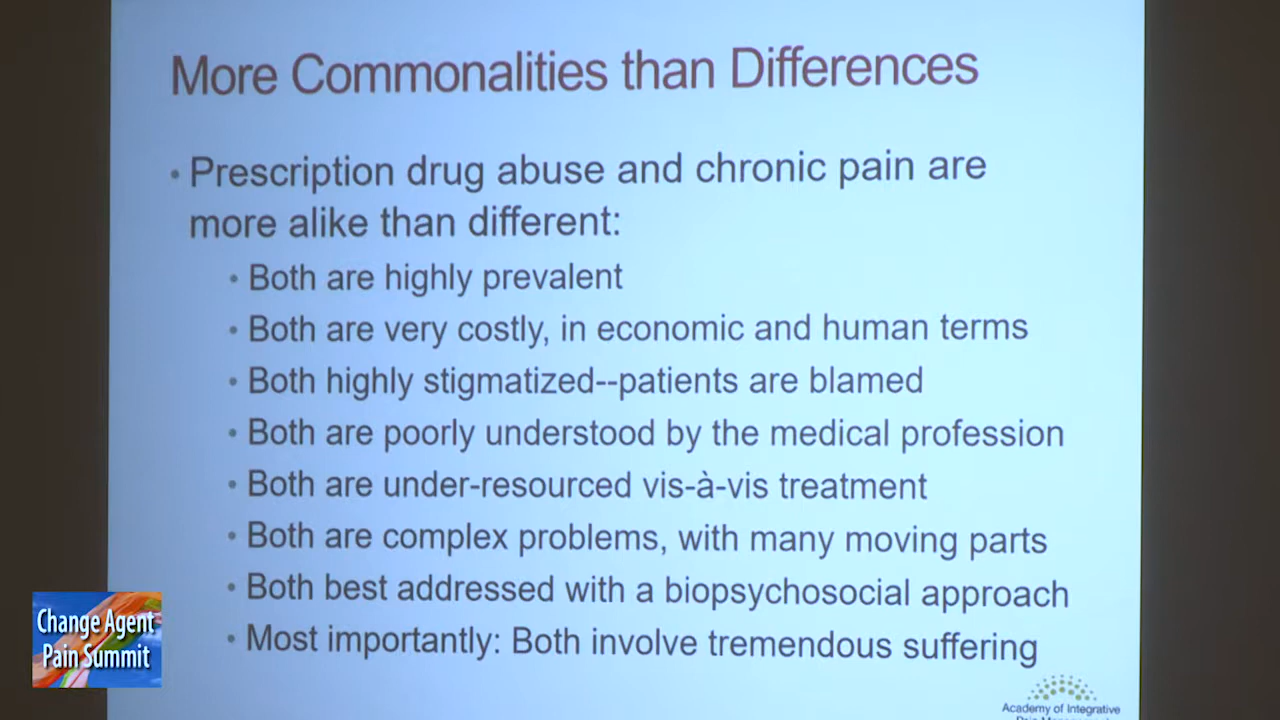 More Commonalities than Differences
• Prescription drug abuse and chronic pain are
more alike than different:
• Both are highly prevalent
• Both are very costly, in economic and human terms
• Both highly stigmatized--patients are blamed
• Both are poorly understood by the medical profession
• Both are under-resourced vis-à-vis treatment
• Both are complex problems, with many moving parts
• Both best addressed with a biopsychosocial approach
• Most importantly: Both involve tremendous suffering
Change Agent
Pain Summit
Academy of Integrative